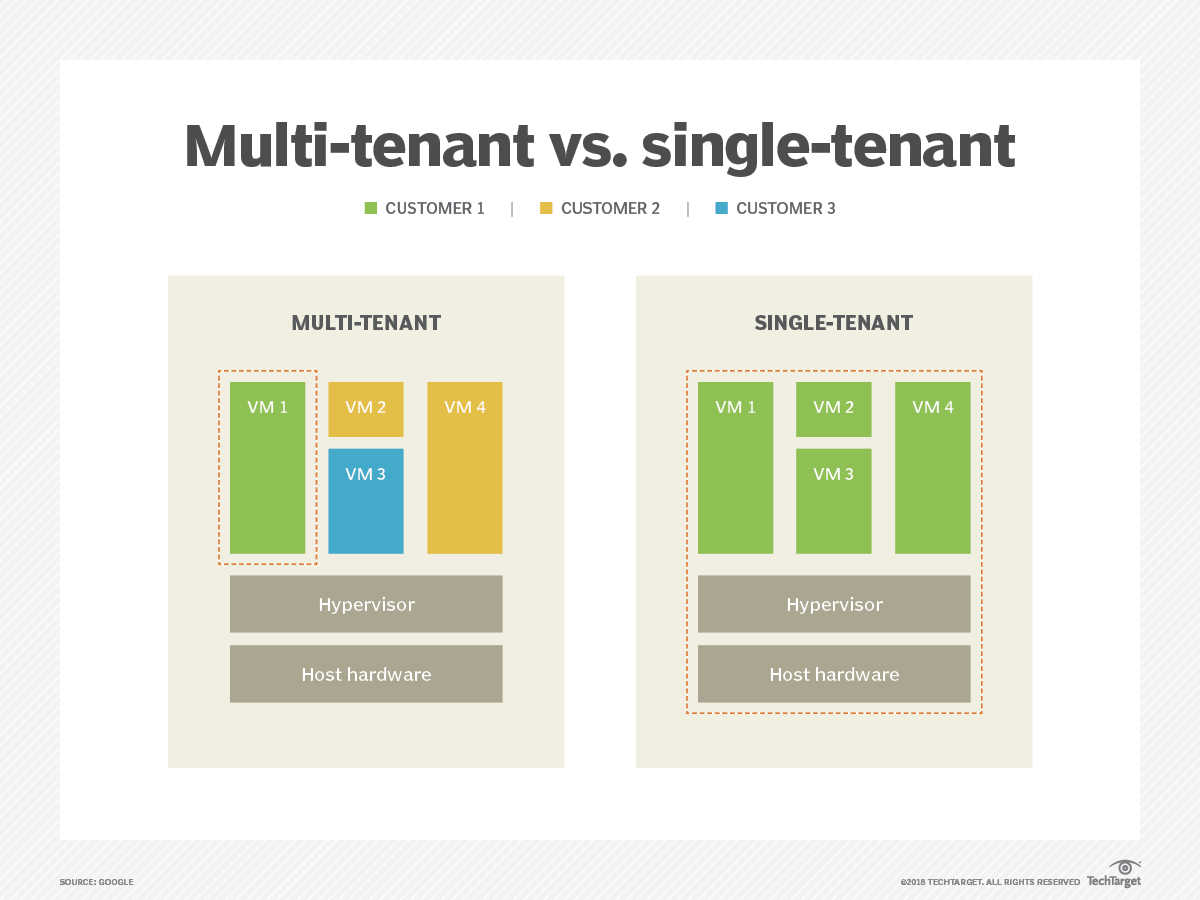 Multi-tenant vs. single-tenant
CUSTOMER 1 | CUSTOMER 2 | CUSTOMER 3
MULTI-TENANT
VM 1
VM 2
VM 4
VM 3
Hypervisor
Host hardware
SINGLE-TENANT
VM 1
VM 2
VM 4
VM 3
Hypervisor
Host hardware
SOURCE: GOOGLE
©2018 TECHTARGET. ALL RIGHTS RESERVED TechTarget